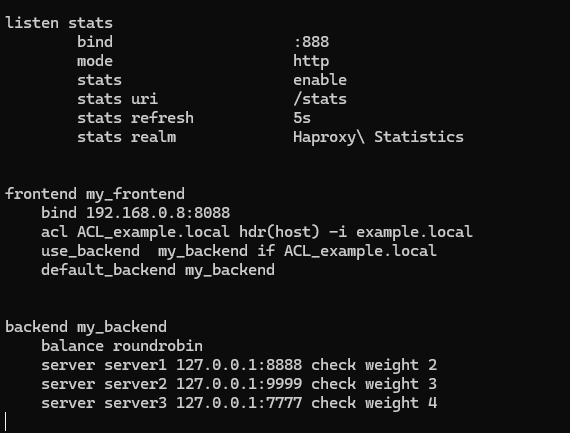 listen stats
        bind                    :888
        mode                    http
        stats                   enable
        stats uri               /stats
        stats refresh           5s
        stats realm             Haproxy\ Statistics
frontend my_frontend
    bind 192.168.0.8:8088
    acl ACL_example.local hdr(host) -i example.local
    use_backend  my_backend if ACL_example.local
    default_backend my_backend
backend my_backend
    balance roundrobin
    server server1 127.0.0.1:8888 check weight 2
    server server2 127.0.0.1:9999 check weight 3
    server server3 127.0.0.1:7777 check weight 4